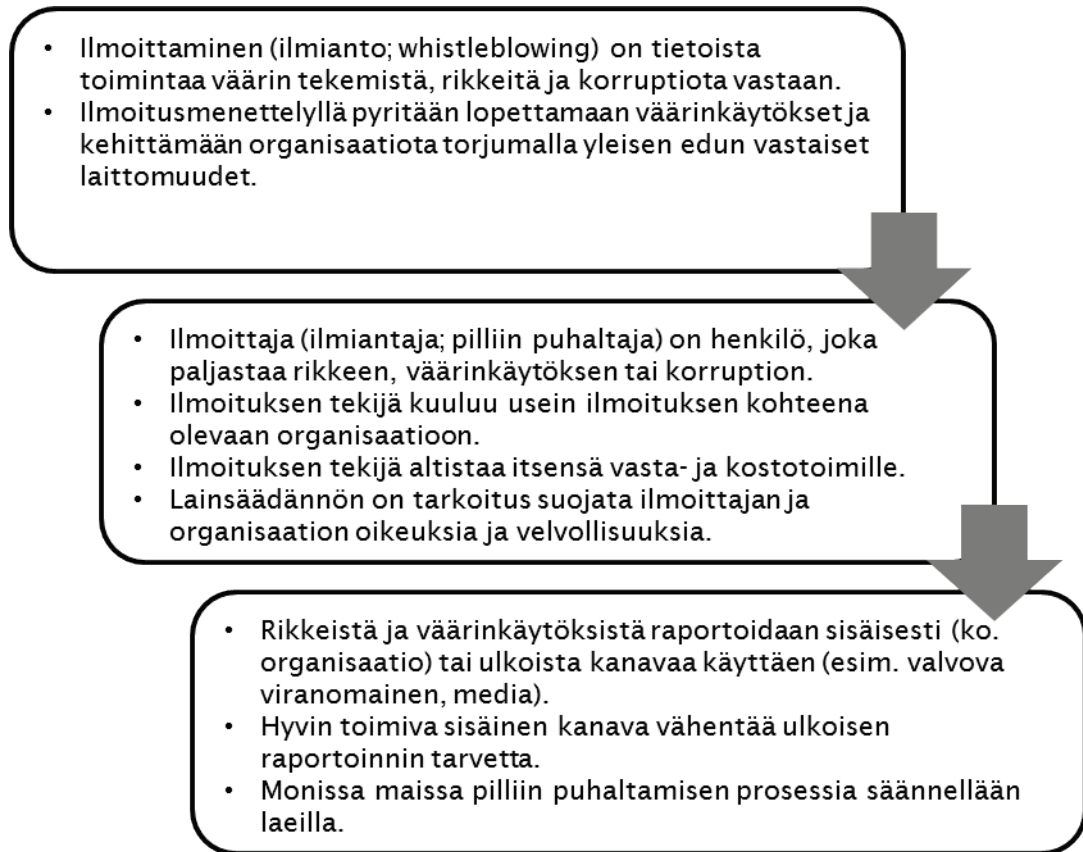 • Ilmoittaminen (ilmianto; whistleblowing) on tietoista
toimintaa väärin tekemistä, rikkeitä ja korruptiota vastaan.
• Ilmoitusmenettelyllä pyritään lopettamaan väärinkäytökset ja
kehittämään organisaatiota torjumalla yleisen edun vastaiset
laittomuudet.
• Ilmoittaja (ilmiantaja; pilliin puhaltaja) on henkilö, joka
paljastaa rikkeen, väärinkäytöksen tai korruption.
• Ilmoituksen tekijä kuuluu usein ilmoituksen kohteena
olevaan organisaatioon.
• Ilmoituksen tekijä altistaa itsensä vasta- ja kostotoimille.
• Lainsäädännön on tarkoitus suojata ilmoittajan ja
organisaation oikeuksia ja velvollisuuksia.
• Rikkeistä ja väärinkäytöksistä raportoidaan sisäisesti (ko.
organisaatio) tai ulkoista kanavaa käyttäen (esim. valvova
viranomainen, media).
• Hyvin toimiva sisäinen kanava vähentää ulkoisen
raportoinnin tarvetta.
• Monissa maissa pilliin puhaltamisen prosessia säännellään
laeilla.